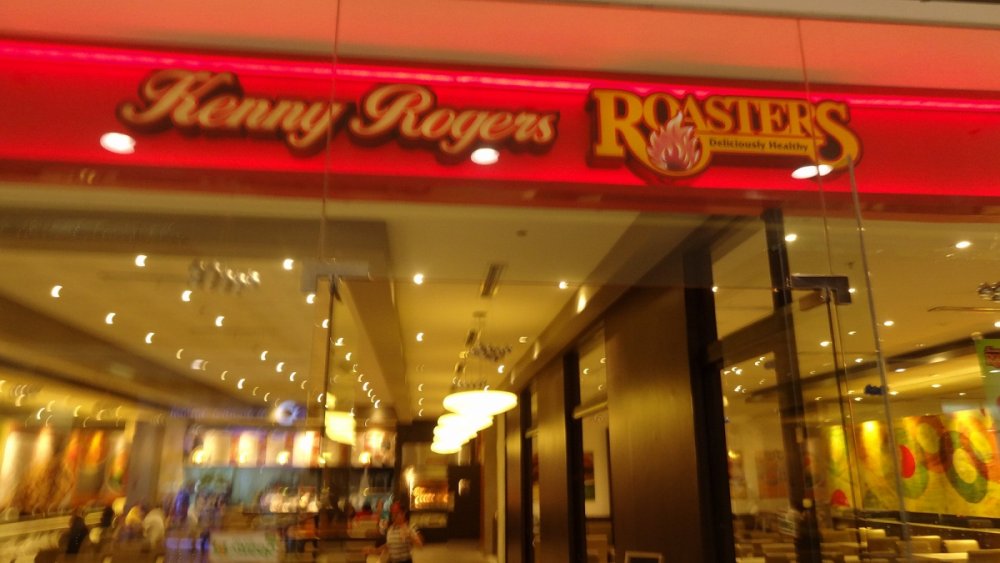 Kenny Rogers ROASTERS
Deliciously Healthy